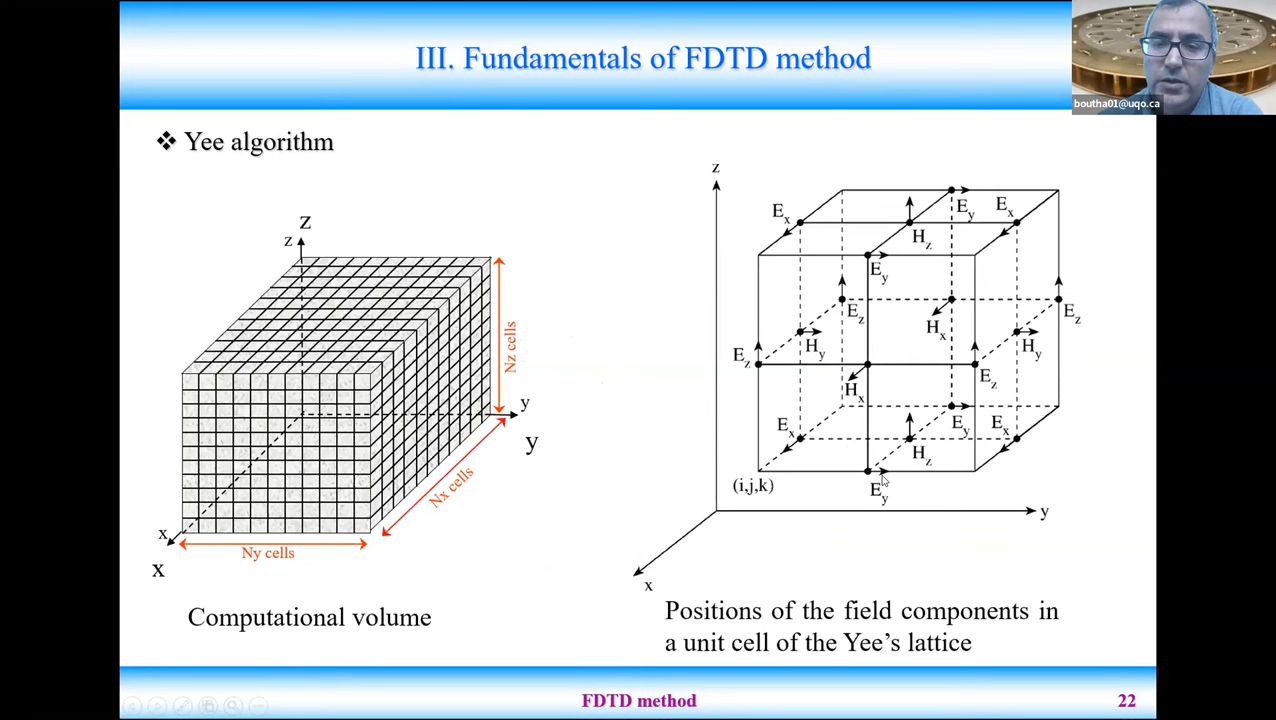 III. Fundamentals of FDTD method
boutha01@uqo.ca
❖ Yee algorithm
Z
z
Nz cells
y
y
Nx cells
x
Ny cells
x
Computational volume
z
Ex
Ey
Ex
Hz
Ey
Ez
Ez
Hx
Hy
Hy
Ez
Ez
Hx
Ex
Ey
Ex
Hz
(i,j,k)
Ey
y
x
Positions of the field components in
a unit cell of the Yee’s lattice
FDTD method
22